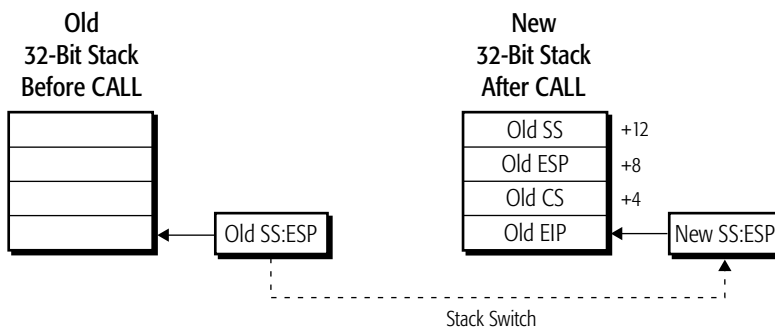 Old
32-Bit Stack
Before CALL
New
32-Bit Stack
After CALL
Old SS:ESP
Old SS +12
Old ESP +8
Old CS +4
Old EIP
New SS:ESP
Stack Switch